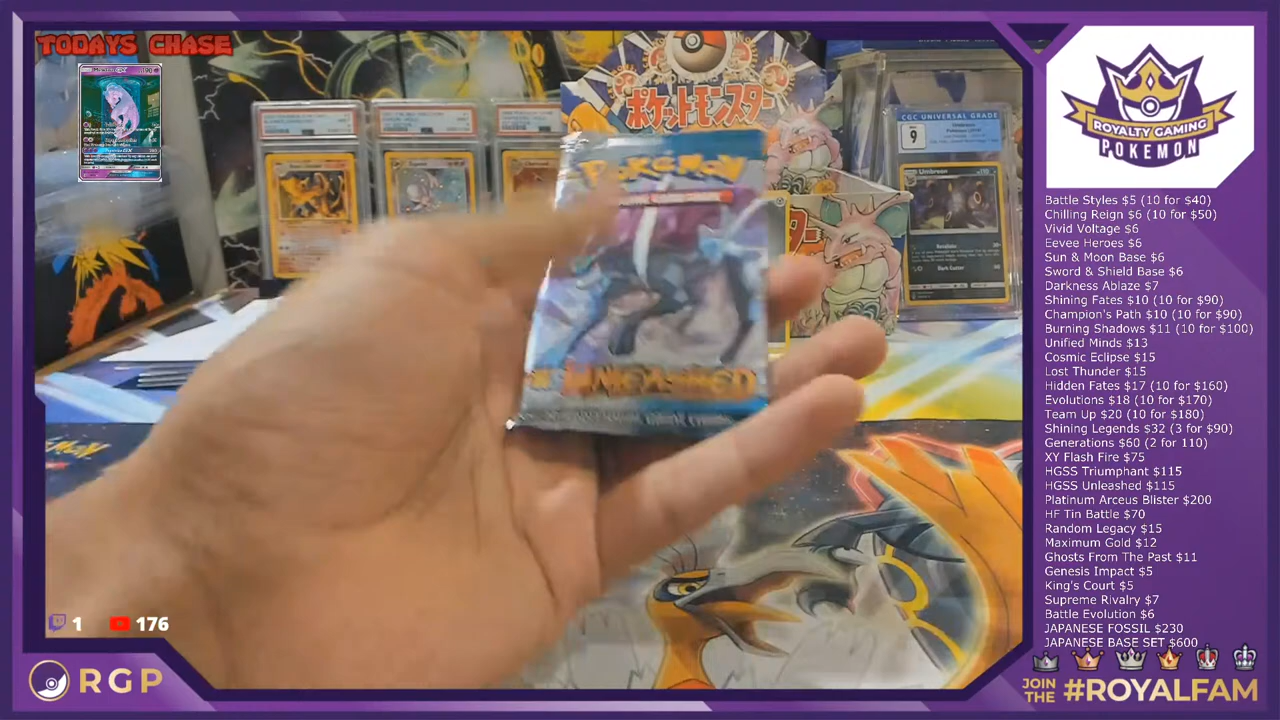 TODAYS CHASE
ポケットモンスター
CGC UNIVERSAL GRADE
9
Umbreon
Umbreon
POKEMON
UNLEASHED
1
176
RGP
ROYALTY GAMING
POKEMON
Battle Styles $5 (10 for $40)
Chilling Reign $6 (10 for $50)
Vivid Voltage $6
Eevee Heroes $6
Sun & Moon Base $6
Sword & Shield Base $6
Darkness Ablaze $7
Shining Fates $10 (10 for $90)
Champion's Path $10 (10 for $90)
Burning Shadows $11 (10 for $100)
Unified Minds $13
Cosmic Eclipse $15
Lost Thunder $15
Hidden Fates $17 (10 for $160)
Evolutions $18 (10 for $170)
Team Up $20 (10 for $180)
Shining Legends $32 (3 for $90)
Generations $60 (2 for 110)
XY Flash Fire $75
HGSS Triumphant $115
HGSS Unleashed $115
Platinum Arceus Blister $200
HF Tin Battle $70
Random Legacy $15
Maximum Gold $12
Ghosts From The Past $11
Genesis Impact $5
King's Court $5
Supreme Rivalry $7
Battle Evolution $6
JAPANESE FOSSIL $230
JAPANESE BASE SET $600
JOIN
THE #ROYALFAM